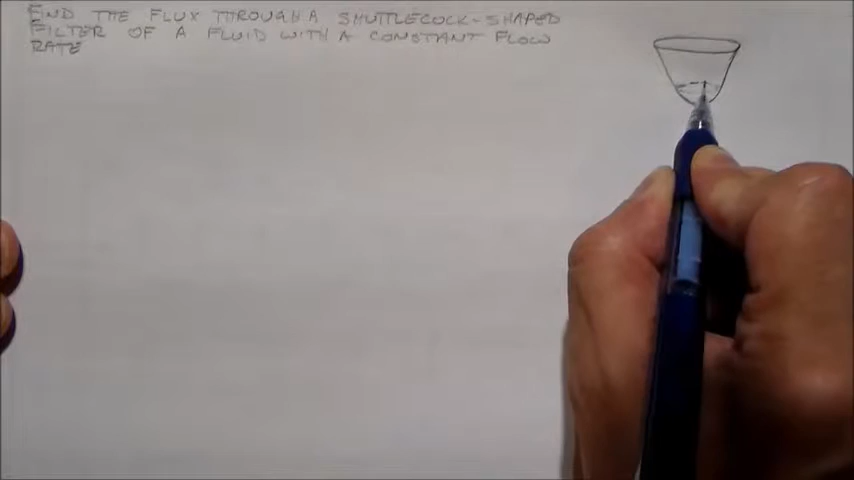 FIND THE FLUX THROUGH A SHUTTLECOCK-SHAPED
FILTER OF A FLUID WITH A CONSTANT FLOW
RATE